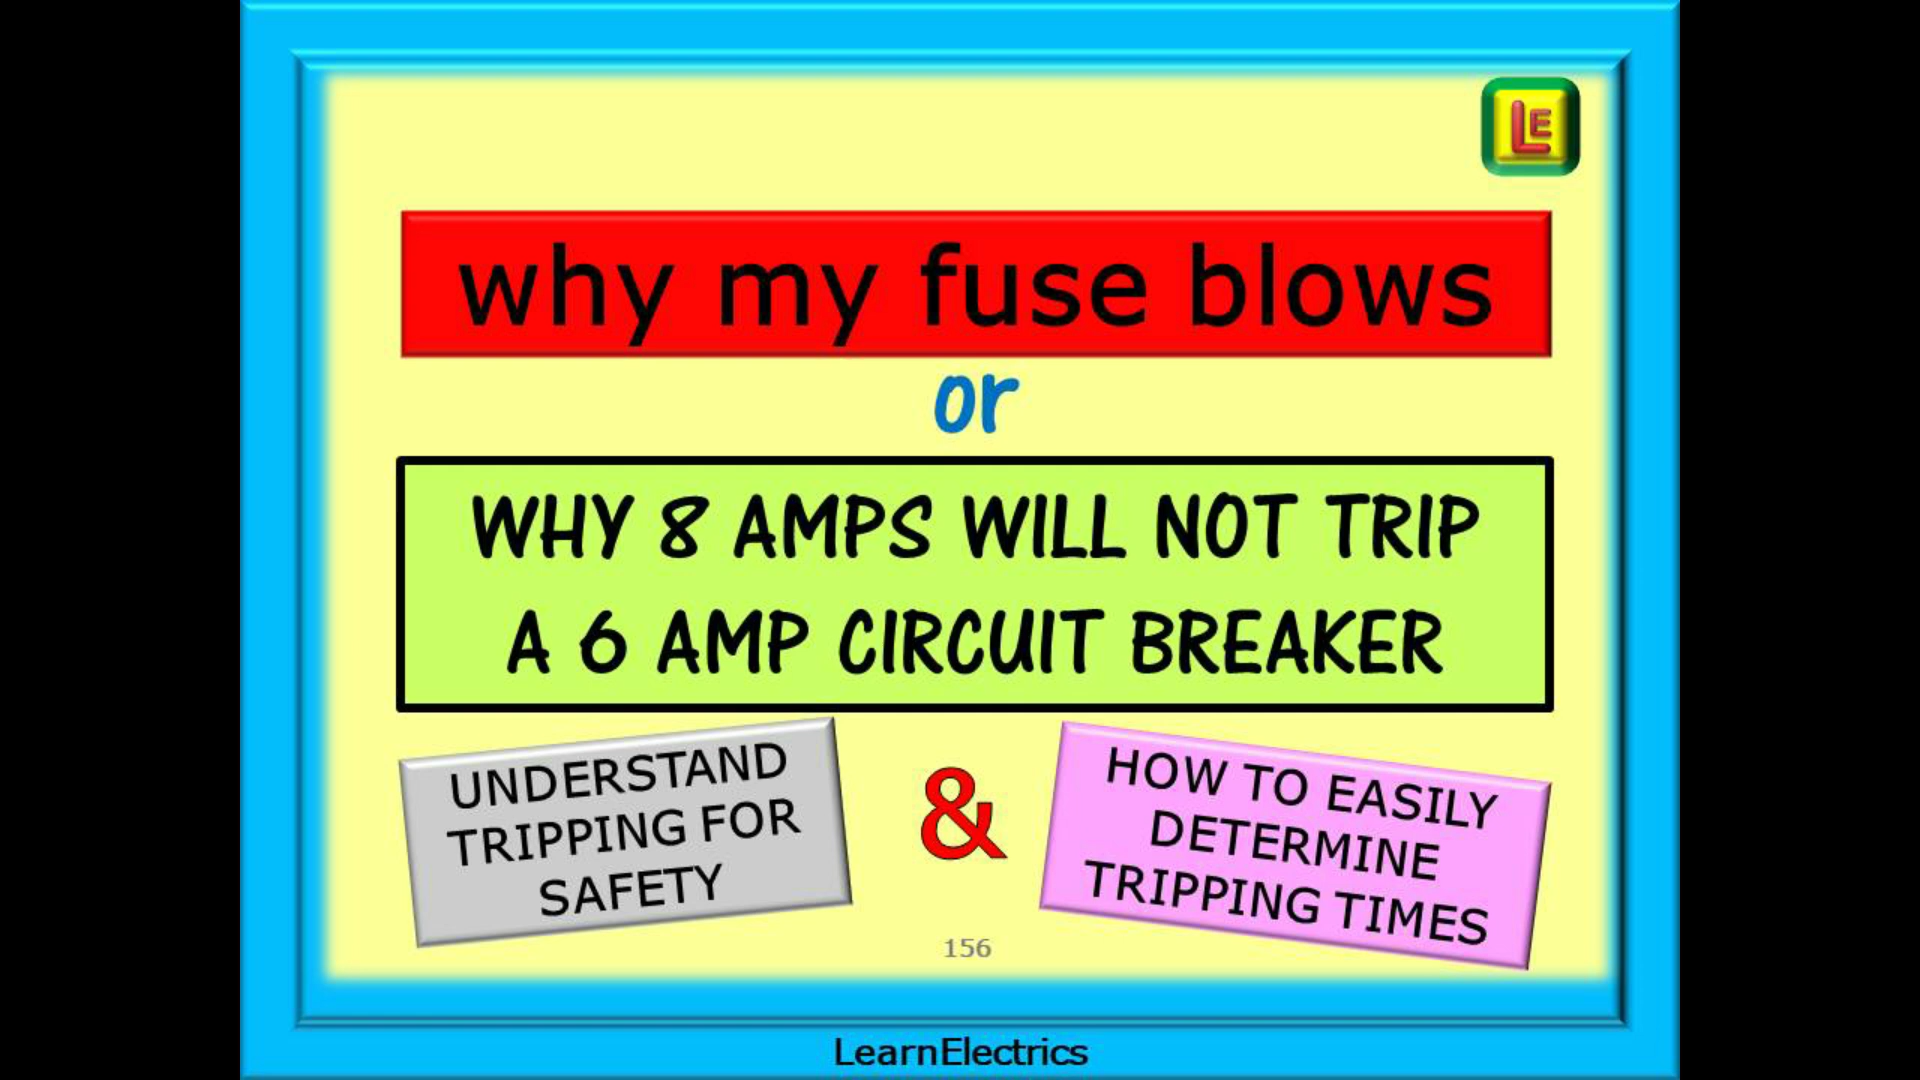 LE
why my fuse blows
or
WHY 8 AMPS WILL NOT TRIP
A 6 AMP CIRCUIT BREAKER
UNDERSTAND
TRIPPING FOR
SAFETY
&
HOW TO EASILY
DETERMINE
TRIPPING TIMES
156
LearnElectrics